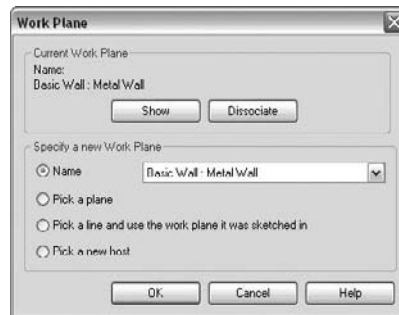 Work Plane
Current Work Plane
Name:
Basic Wall : Metal Wall
Show Dissociate
Specify a new Work Plane
Name Basic Wall : Metal Wall
Pick a plane
Pick a line and use the work plane it was sketched in
Pick a new host
OK Cancel Help